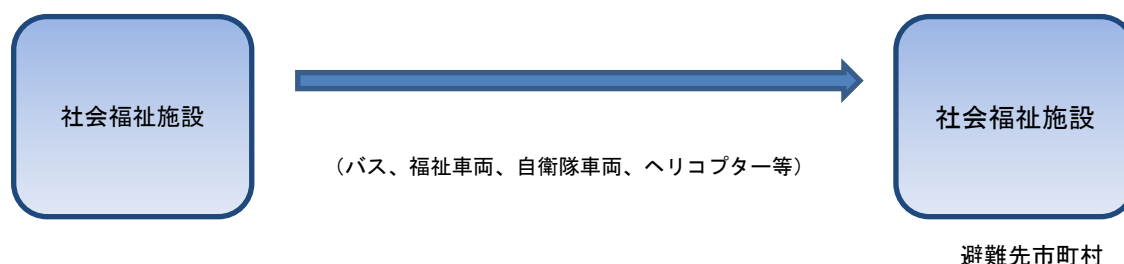 社会福祉施設
社会福祉施設
（バス、福祉車両、自衛隊車両、ヘリコプター等）
避難先市町村